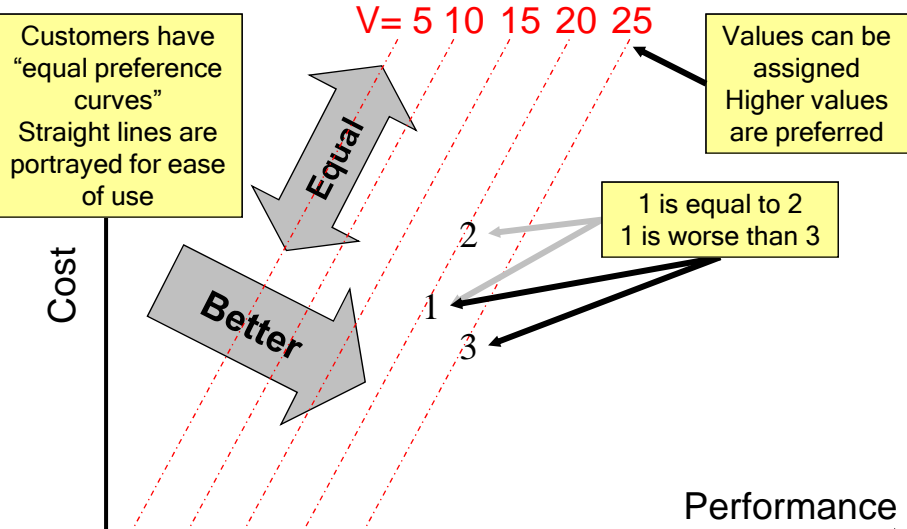 V= 5 10 15 20 25
Customers have
“equal preference
curves”
Straight lines are
portrayed for ease
of use
Values can be
assigned
Higher values
are preferred
Equal
1 is equal to 2
1 is worse than 3
2
Cost
Better
1
3
Performance